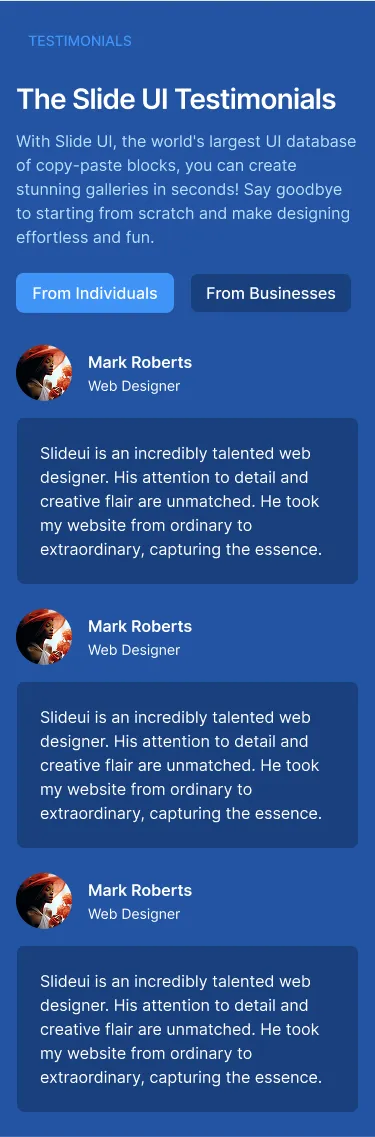 TESTIMONIALS
The Slide UI Testimonials
With Slide UI, the world's largest UI database
of copy-paste blocks, you can create
stunning galleries in seconds! Say goodbye
to starting from scratch and make designing
effortless and fun.
From Individuals
From Businesses
Mark Roberts
Web Designer
Slideui is an incredibly talented web
designer. His attention to detail and
creative flair are unmatched. He took
my website from ordinary to
extraordinary, capturing the essence.
Mark Roberts
Web Designer
Slideui is an incredibly talented web
designer. His attention to detail and
creative flair are unmatched. He took
my website from ordinary to
extraordinary, capturing the essence.
Mark Roberts
Web Designer
Slideui is an incredibly talented web
designer. His attention to detail and
creative flair are unmatched. He took
my website from ordinary to
extraordinary, capturing the essence.